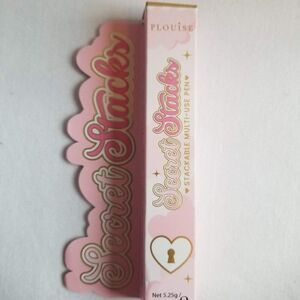 Secret Stacks
PLOUISE
Secret Stacks
STACKABLE MULTI-USE PEN
Net 5.25g/